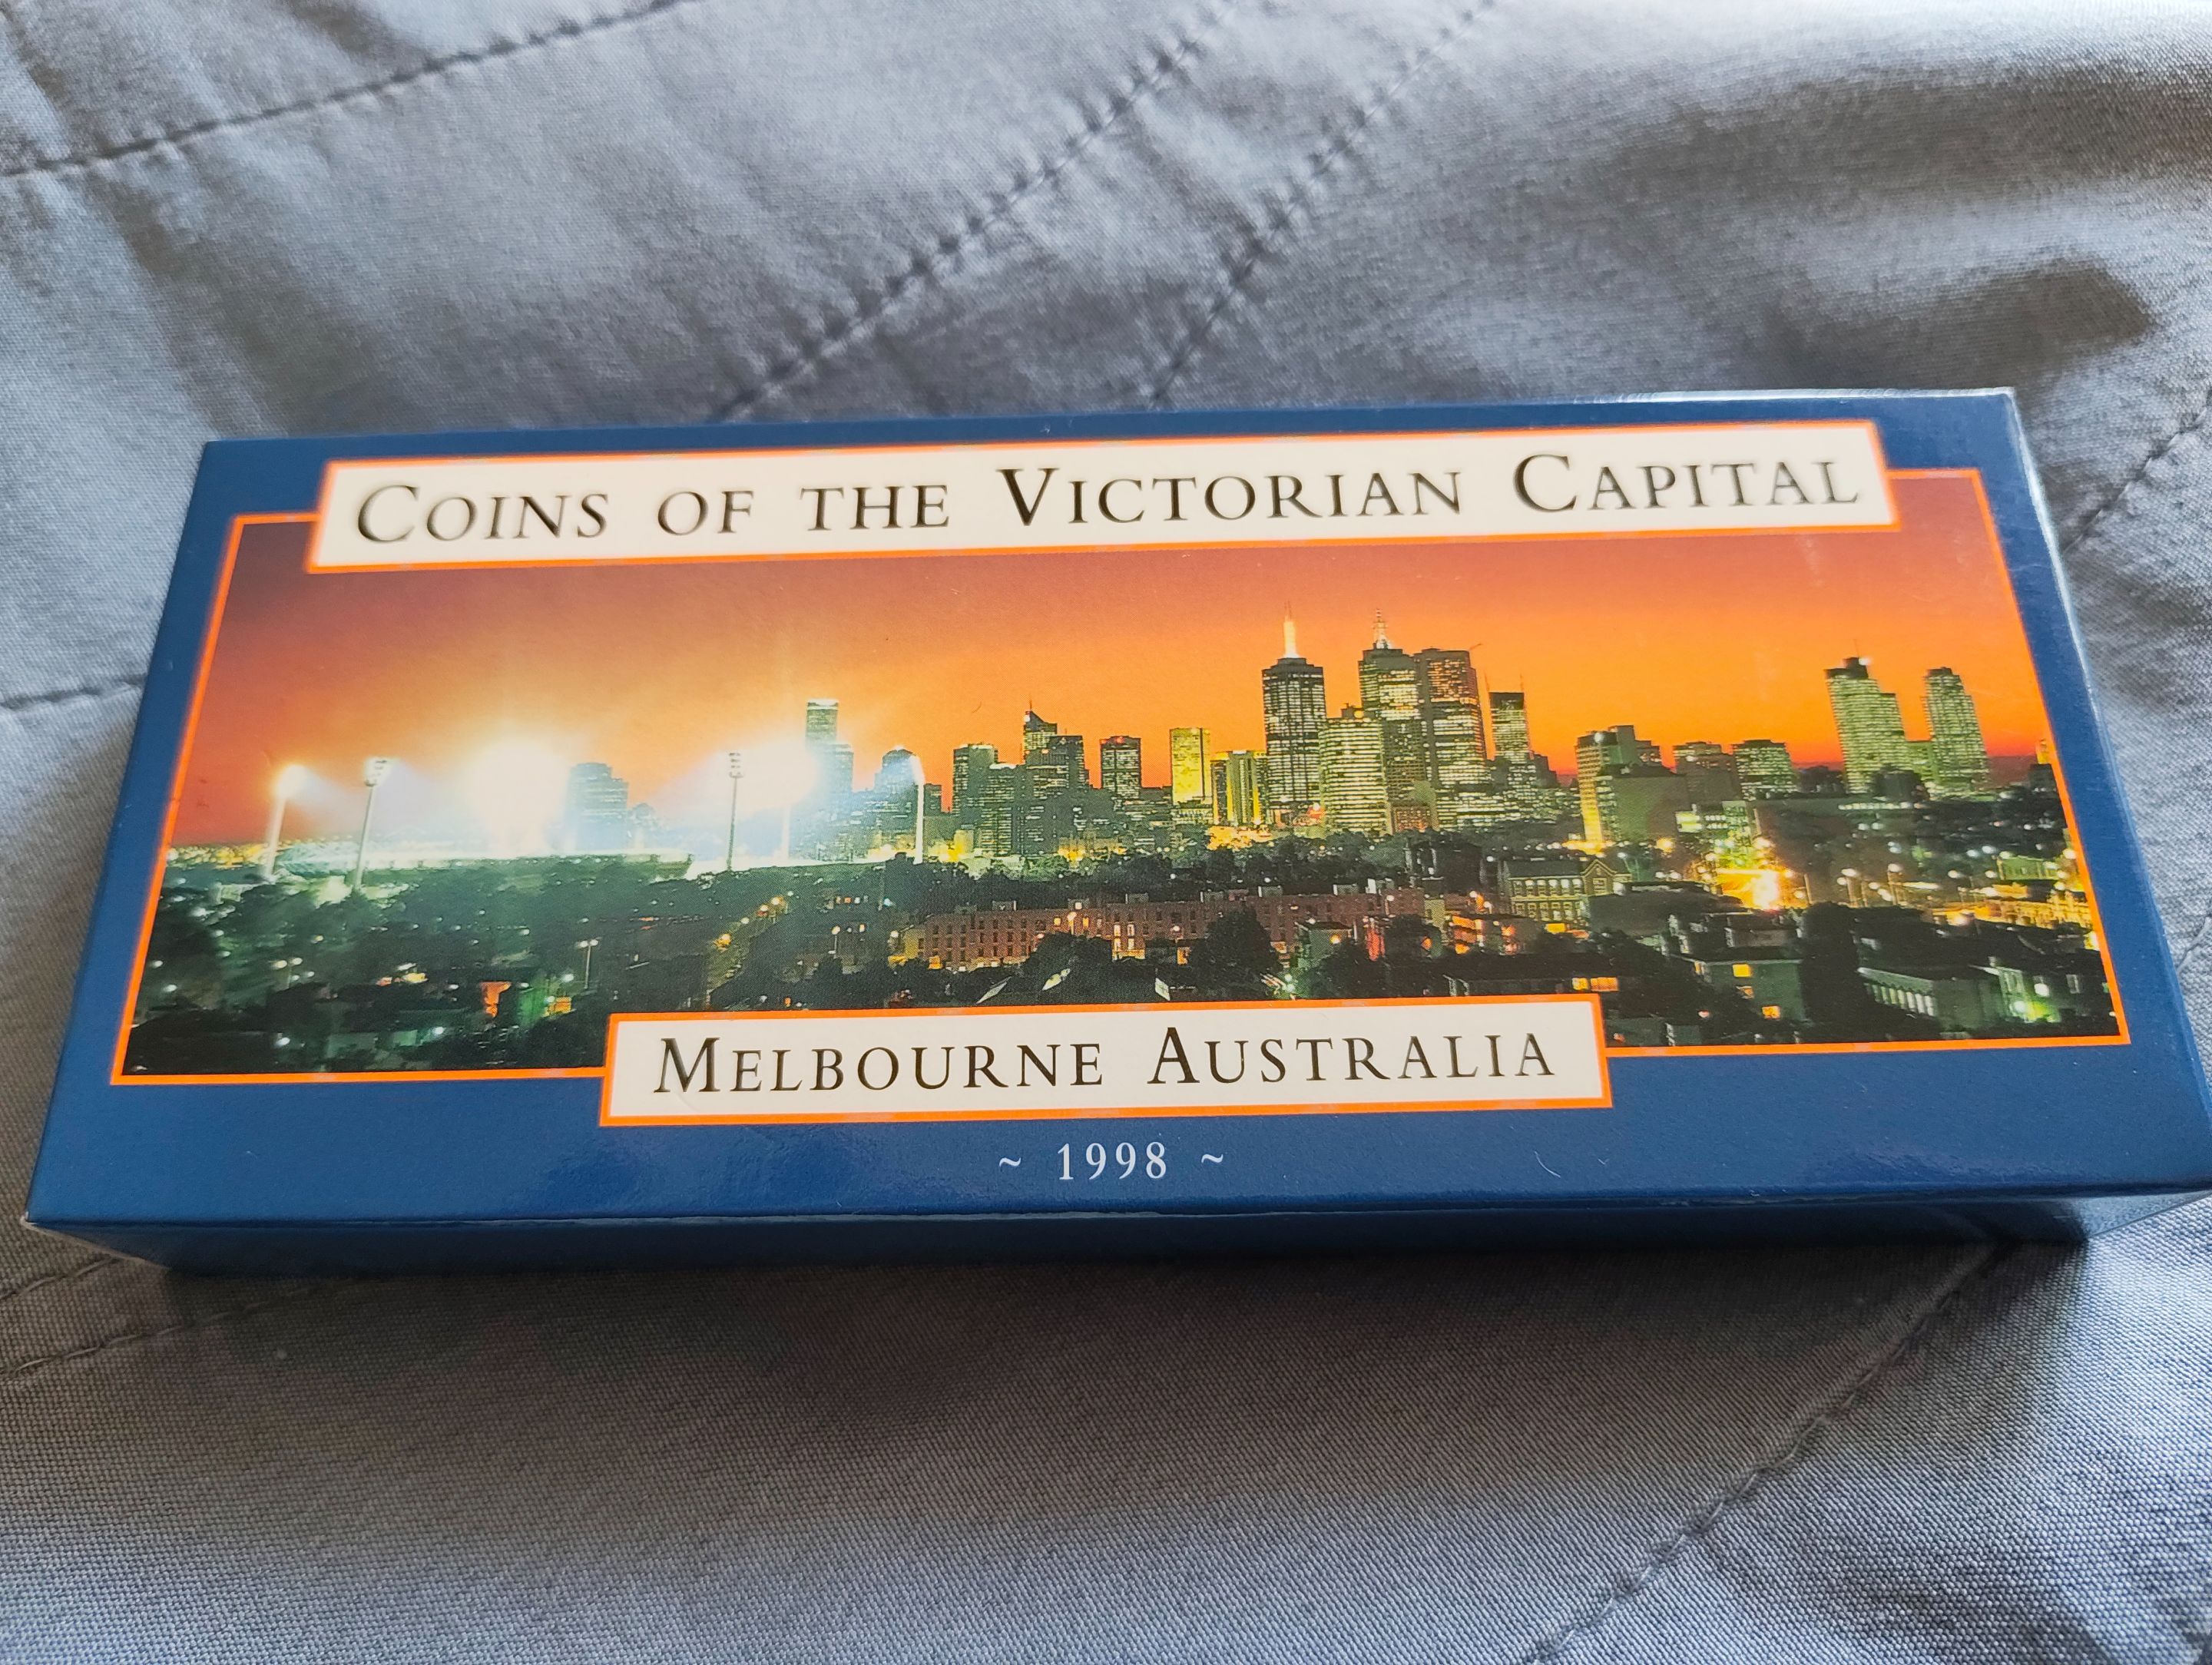 COINS OF THE VICTORIAN CAPITAL
MELBOURNE AUSTRALIA
~ 1998 ~